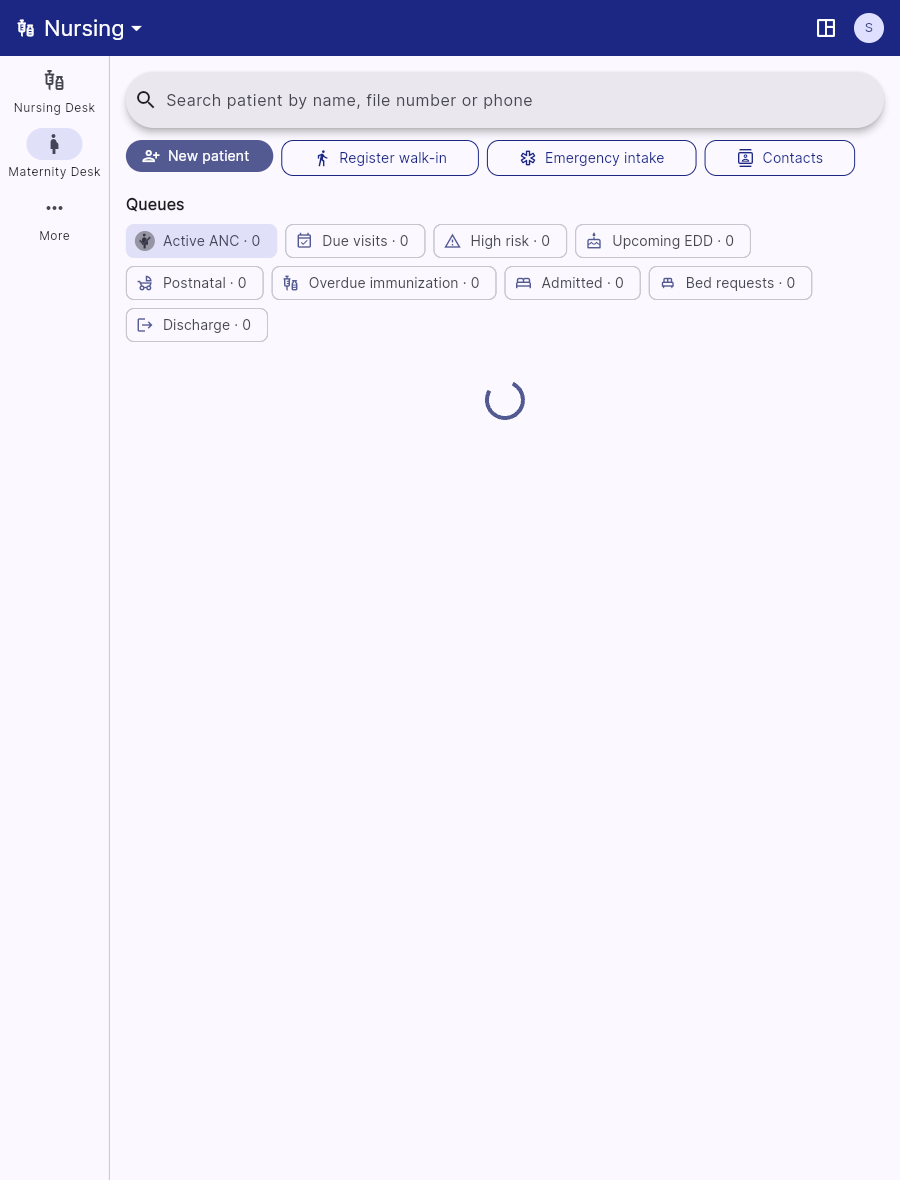 Nursing
S
Nursing Desk
Maternity Desk
More
Search patient by name, file number or phone
New patient
Register walk-in
Emergency intake
Contacts
Queues
Active ANC · 0
Due visits · 0
High risk · 0
Upcoming EDD · 0
Postnatal · 0
Overdue immunization · 0
Admitted · 0
Bed requests · 0
Discharge · 0